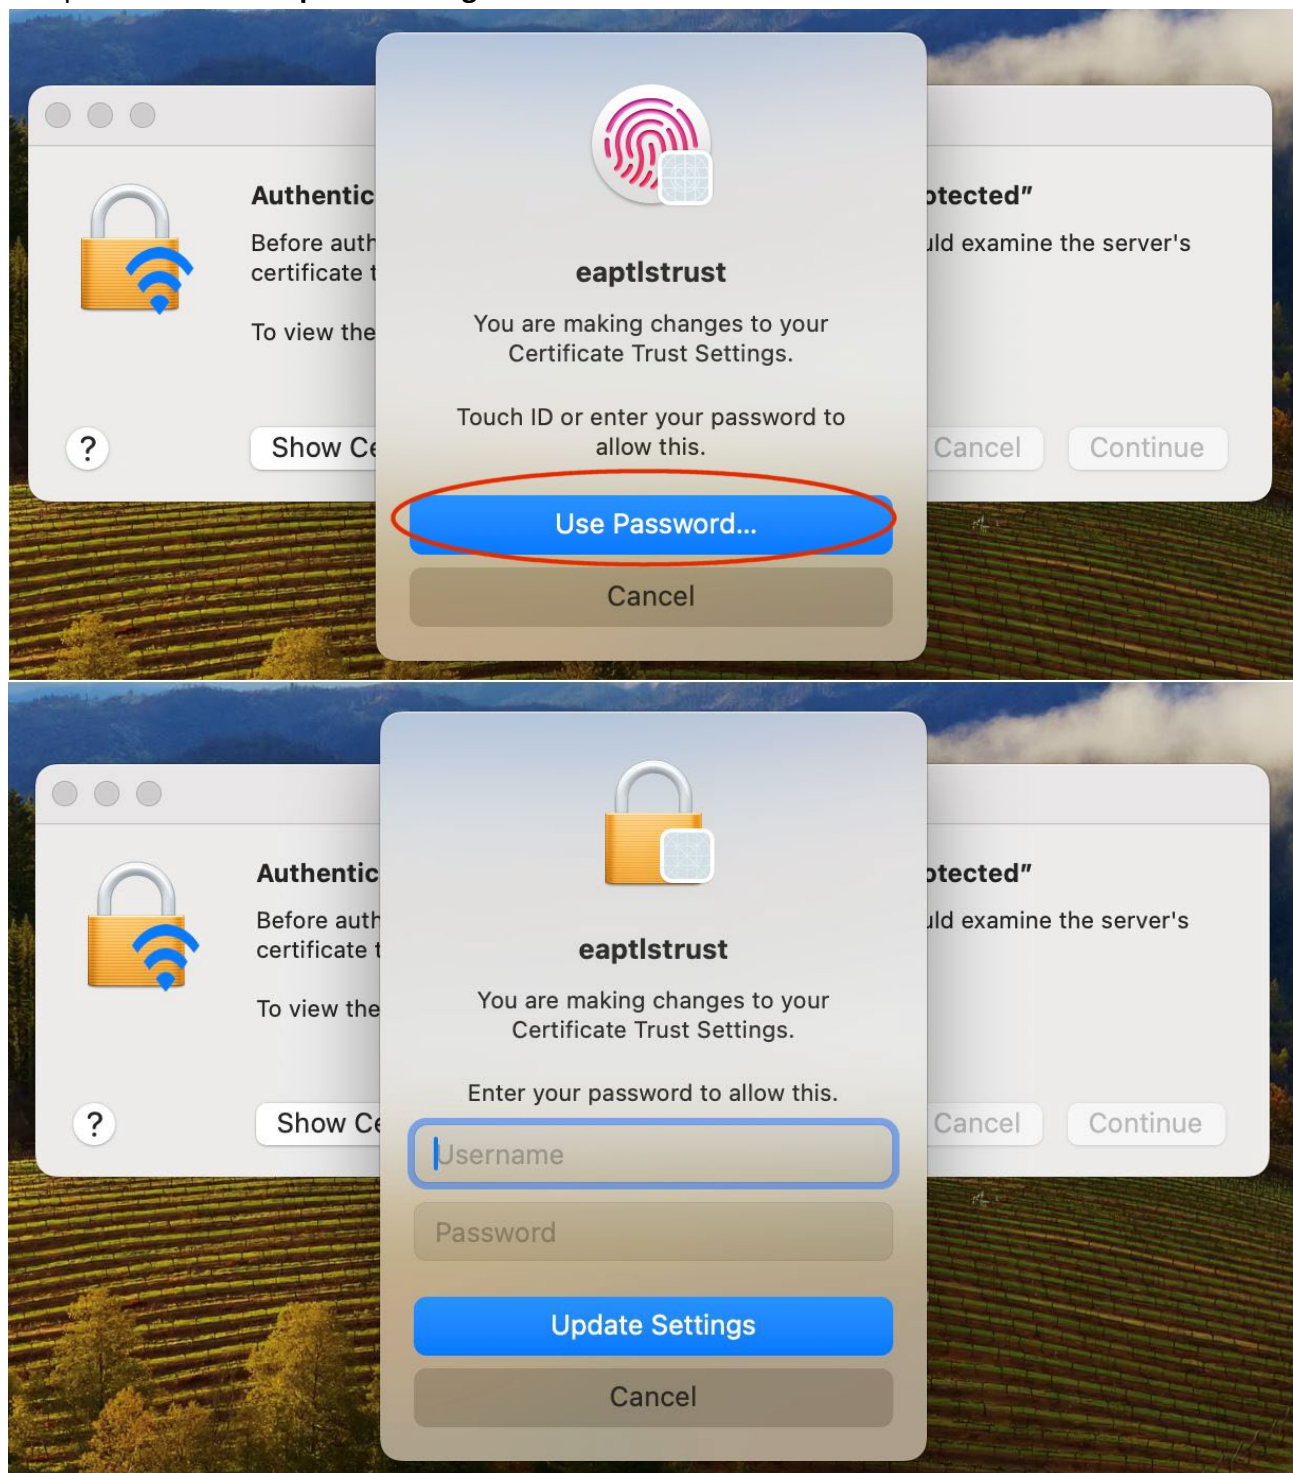 Authentic
otected”
Before auth
uld examine the server's
certificate t
To view the
?
Show Ce
eaptlstrust
You are making changes to your
Certificate Trust Settings.
Touch ID or enter your password to
allow this.
Use Password...
Cancel
Cancel
Continue
Authentic
otected”
Before auth
uld examine the server's
certificate t
To view the
?
Show Ce
eaptlstrust
You are making changes to your
Certificate Trust Settings.
Enter your password to allow this.
Username
Password
Update Settings
Cancel
Cancel
Continue